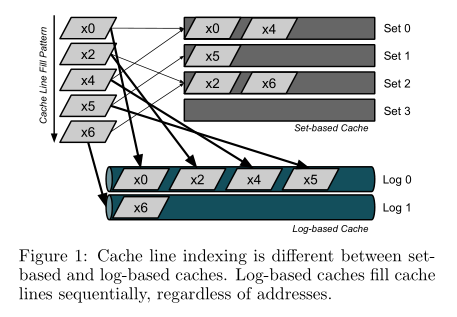 Cache Line Fill Pattern
x0
x2
x4
x5
x6
x0 x4 Set 0
x5 Set 1
x2 x6 Set 2
Set 3
Set-based Cache
x0 x2 x4 x5 Log 0
x6 Log 1
Log-based Cache
Figure 1: Cache line indexing is different between set-
based and log-based caches. Log-based caches fill cache
lines sequentially, regardless of addresses.